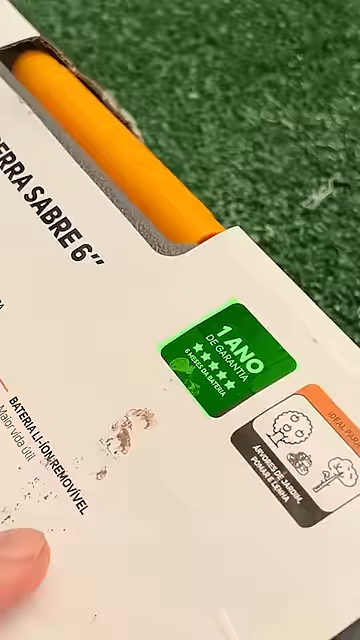 ERRA SABRE 6''
1 ANO
DE GARANTIA
6 MESES DA BATERIA
BATERIA LI-ÍON REMOVÍVEL
Maior vida útil
IDEAL PARA
ÁRVORES DE JARDIM,
POMAR E LENHA